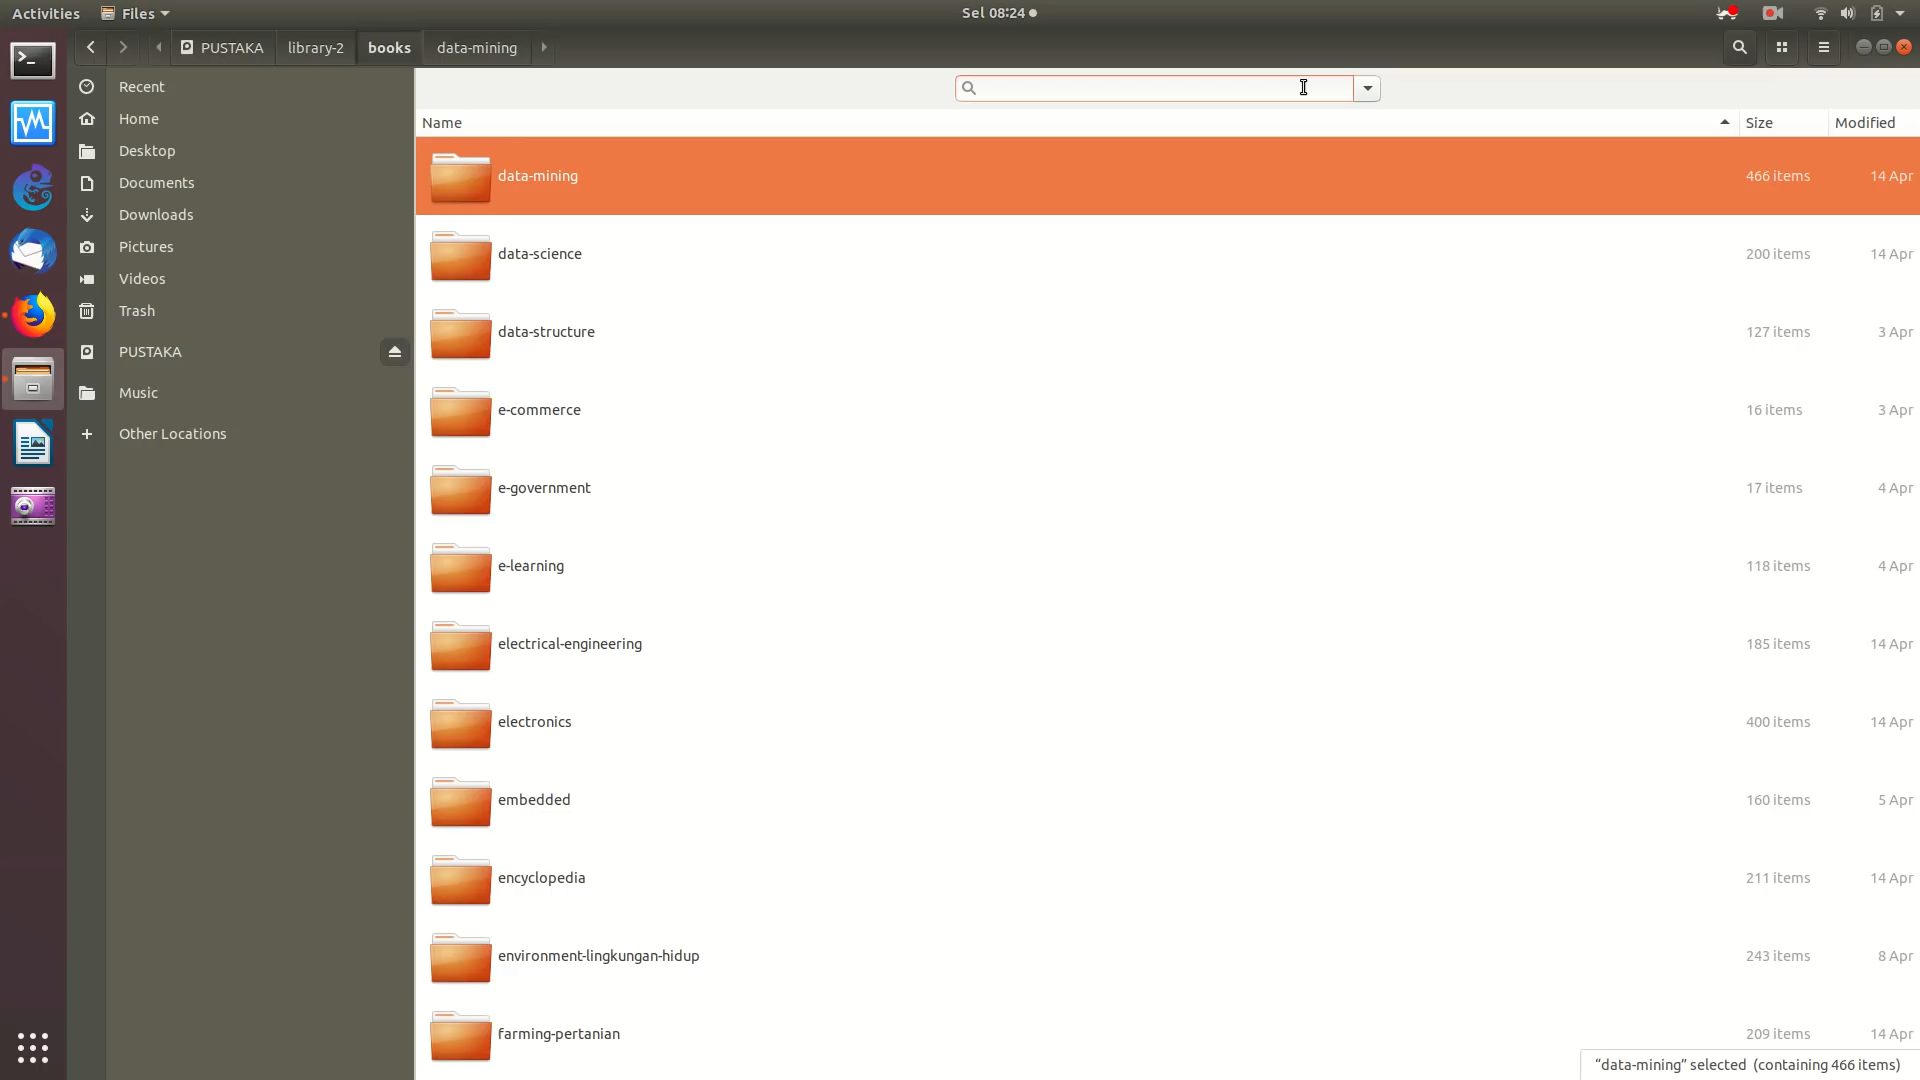 Activities Files Sel 08:24
PUSTAKA library-2 books data-mining
Recent
Home
Desktop
Documents
Downloads
Pictures
Videos
Trash
PUSTAKA
Music
Other Locations
Name Size Modified
data-mining 466 items 14 Apr
data-science 200 items 14 Apr
data-structure 127 items 3 Apr
e-commerce 16 items 3 Apr
e-government 17 items 4 Apr
e-learning 118 items 4 Apr
electrical-engineering 185 items 14 Apr
electronics 400 items 14 Apr
embedded 160 items 5 Apr
encyclopedia 211 items 14 Apr
environment-lingkungan-hidup 243 items 8 Apr
farming-pertanian 209 items 14 Apr
“data-mining” selected (containing 466 items)